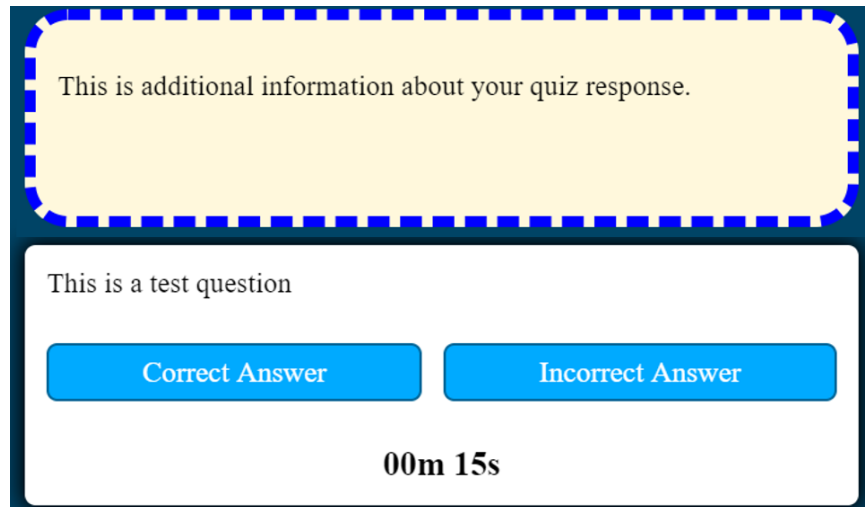 This is additional information about your quiz response.
This is a test question
Correct Answer
Incorrect Answer
00m 15s